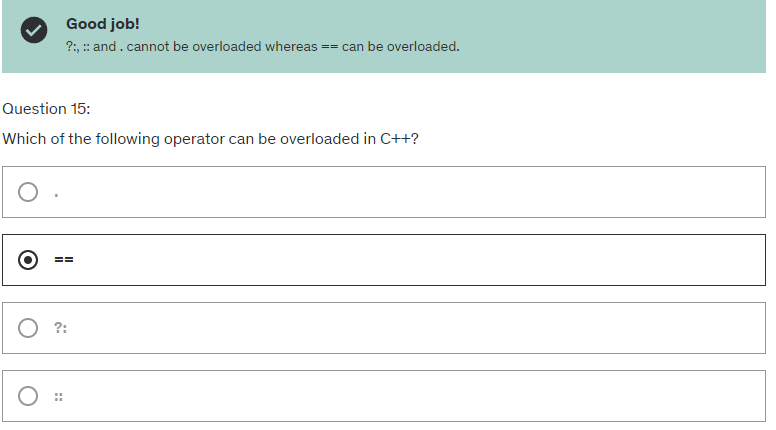 Good job!
?:, :: and . cannot be overloaded whereas == can be overloaded.
Question 15:
Which of the following operator can be overloaded in C++?
.
==
?:
::